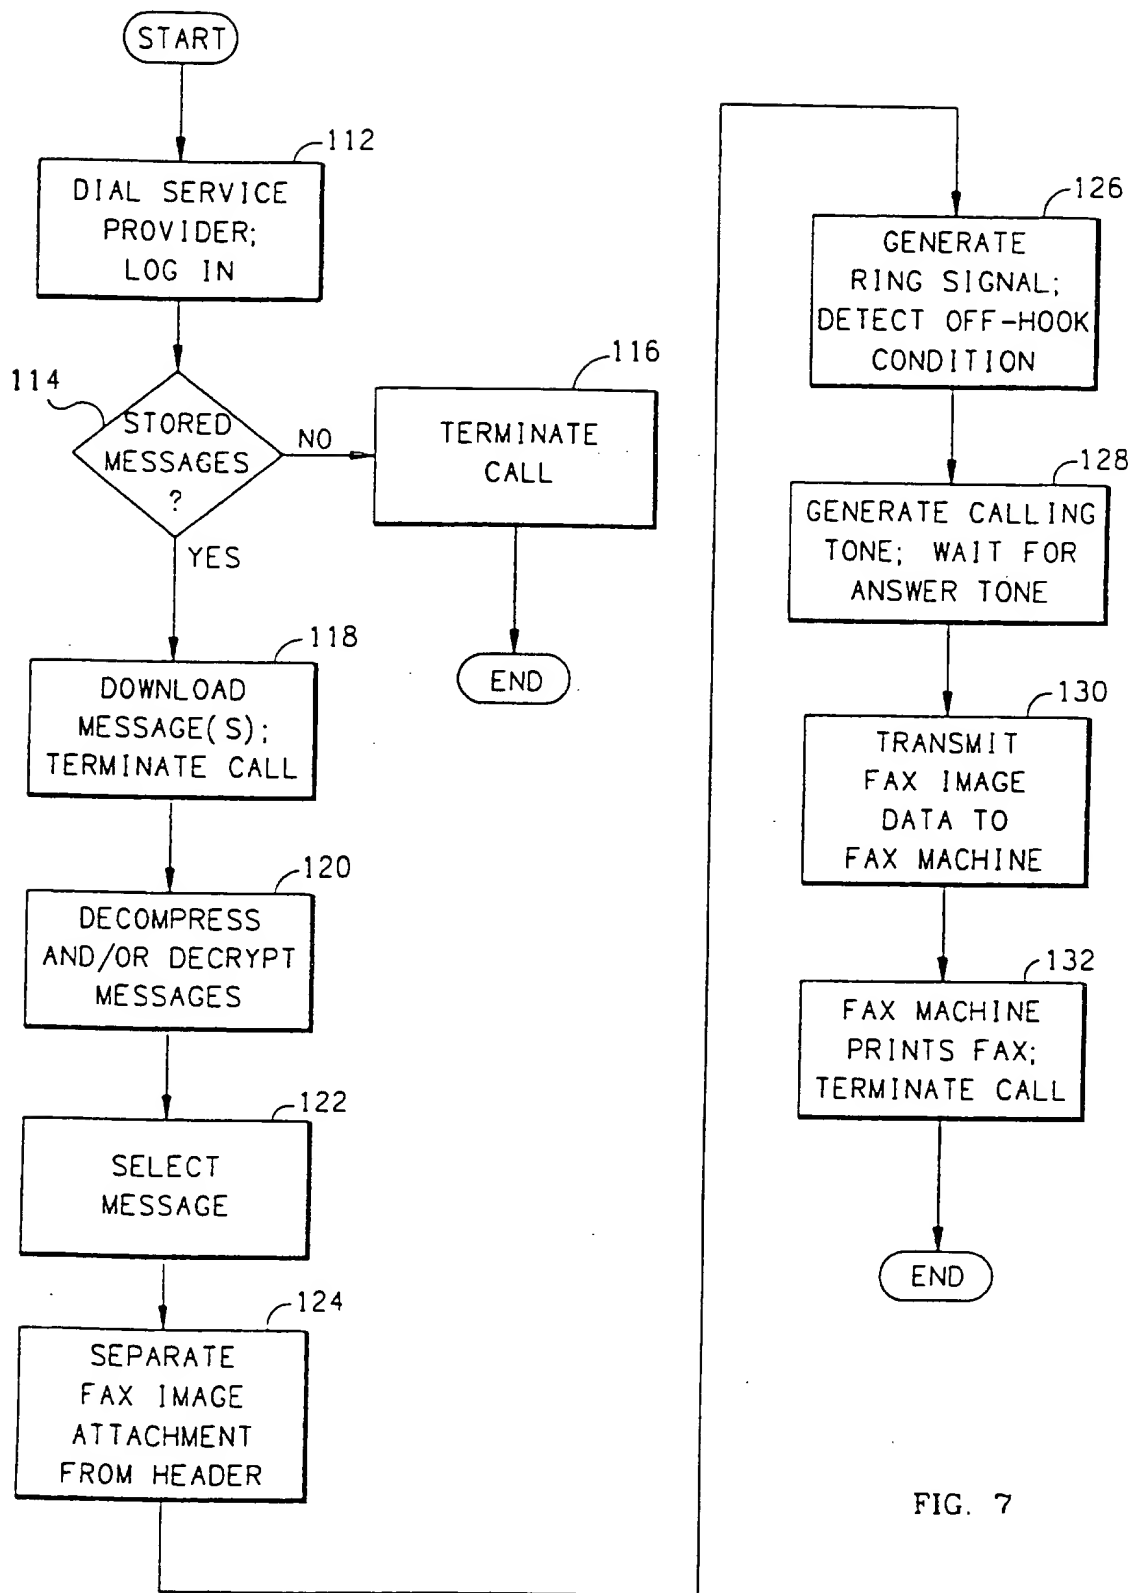 START
112
DIAL SERVICE
PROVIDER;
LOG IN
114
STORED
MESSAGES
?
NO
YES
116
TERMINATE
CALL
END
118
DOWNLOAD
MESSAGE(S);
TERMINATE CALL
120
DECOMPRESS
AND/OR DECRYPT
MESSAGES
122
SELECT
MESSAGE
124
SEPARATE
FAX IMAGE
ATTACHMENT
FROM HEADER
126
GENERATE
RING SIGNAL;
DETECT OFF-HOOK
CONDITION
128
GENERATE CALLING
TONE; WAIT FOR
ANSWER TONE
130
TRANSMIT
FAX IMAGE
DATA TO
FAX MACHINE
132
FAX MACHINE
PRINTS FAX;
TERMINATE CALL
END
FIG. 7